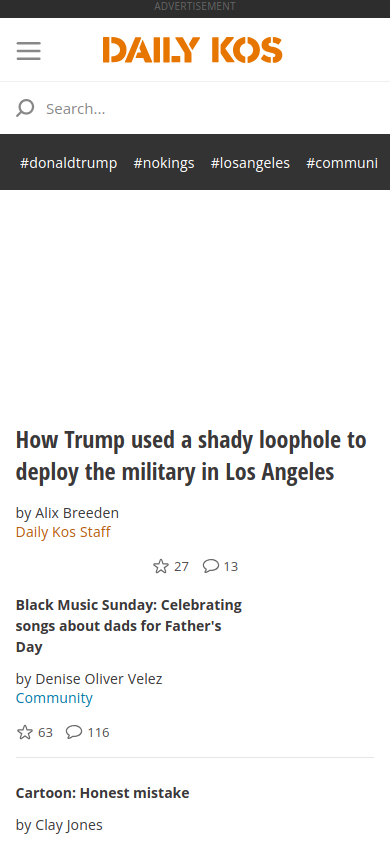 ADVERTISEMENT
DAILY KOS
Search...
#donaldtrump #nokings #losangeles #communi
How Trump used a shady loophole to
deploy the military in Los Angeles
by Alix Breeden
Daily Kos Staff
27 13
Black Music Sunday: Celebrating
songs about dads for Father's
Day
by Denise Oliver Velez
Community
63 116
Cartoon: Honest mistake
by Clay Jones